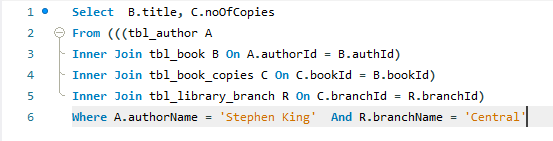 1 Select B.title, C.noOfCopies
2 From (((tbl_author A
3 Inner Join tbl_book B On A.authorId = B.authId)
4 Inner Join tbl_book_copies C On C.bookId = B.bookId)
5 Inner Join tbl_library_branch R On C.branchId = R.branchId)
6 Where A.authorName = 'Stephen King'  And R.branchName = 'Central'